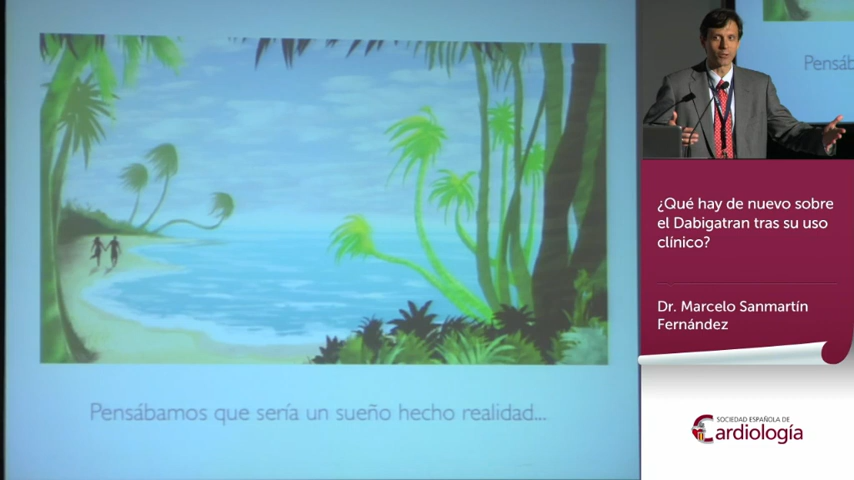 Pensábamos que sería un sueño hecho realidad...
Pensáb
¿Qué hay de nuevo sobre
el Dabigatran tras su uso
clínico?
Dr. Marcelo Sanmartín
Fernández
SOCIEDAD ESPAÑOLA DE
Cardiología